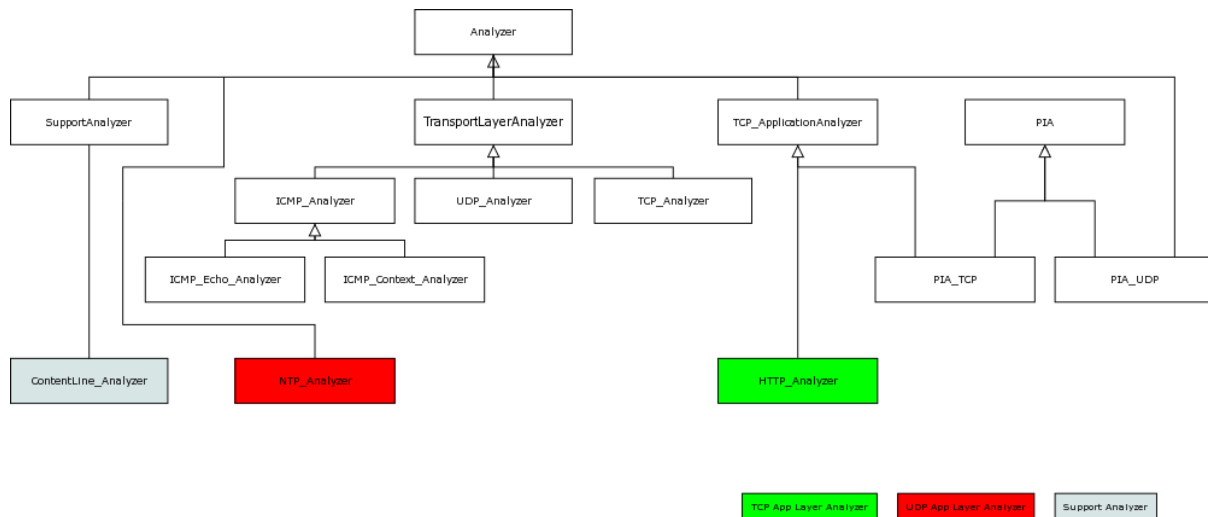 Analyzer
SupportAnalyzer
TransportLayerAnalyzer
TCP_ApplicationAnalyzer
PIA
ICMP_Analyzer
UDP_Analyzer
TCP_Analyzer
ICMP_Echo_Analyzer
ICMP_Context_Analyzer
PIA_TCP
PIA_UDP
ContentLine_Analyzer
NTP_Analyzer
HTTP_Analyzer
TCP App Layer Analyzer
UDP App Layer Analyzer
Support Analyzer